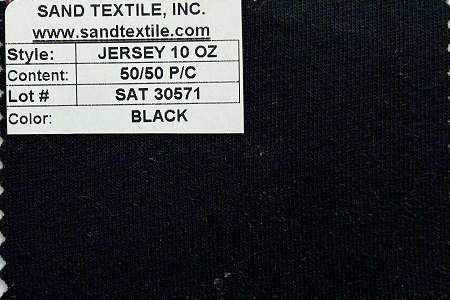 SAND TEXTILE, INC.
www.sandtextile.com
Style: JERSEY 10 OZ
Content: 50/50 P/C
Lot # SAT 30571
Color: BLACK